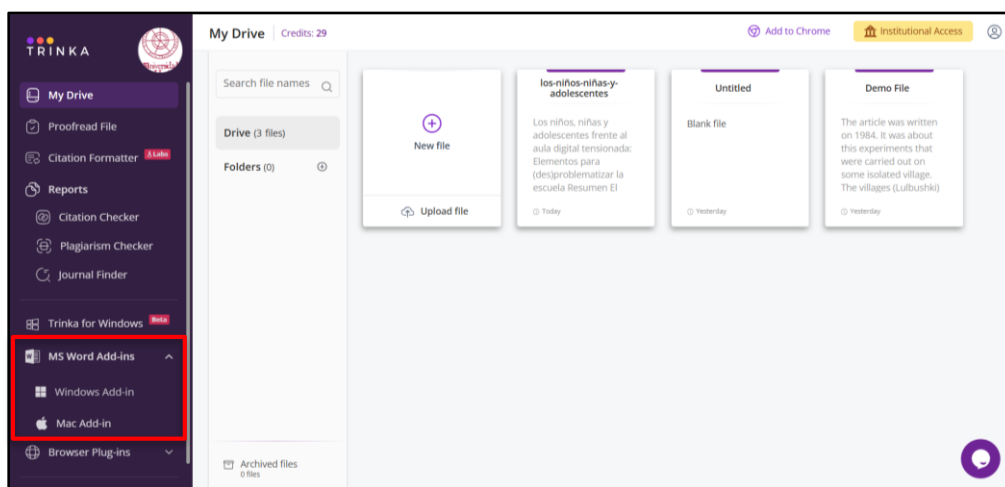 TRINKA
My Drive
Proofread File
Citation Formatter
Reports
Citation Checker
Plagiarism Checker
Journal Finder
Trinka for Windows Beta
MS Word Add-ins
Windows Add-in
Mac Add-in
Browser Plug-ins
My Drive Credits: 29
Add to Chrome
Institutional Access
Search file names
Drive (3 files)
Folders (0)
Archived files
0 files
New file
Upload file
los-niños-niñas-y-
adolescentes
Los niños, niñas y
adolescentes frente al
aula digital tensionada:
Elementos para
(des)problematizar la
escuela Resumen El
Today
Untitled
Blank file
Yesterday
Demo File
The article was written
on 1984. It was about
this experiments that
were carried out on
some isolated village.
The villages (Lulbushki)
Yesterday